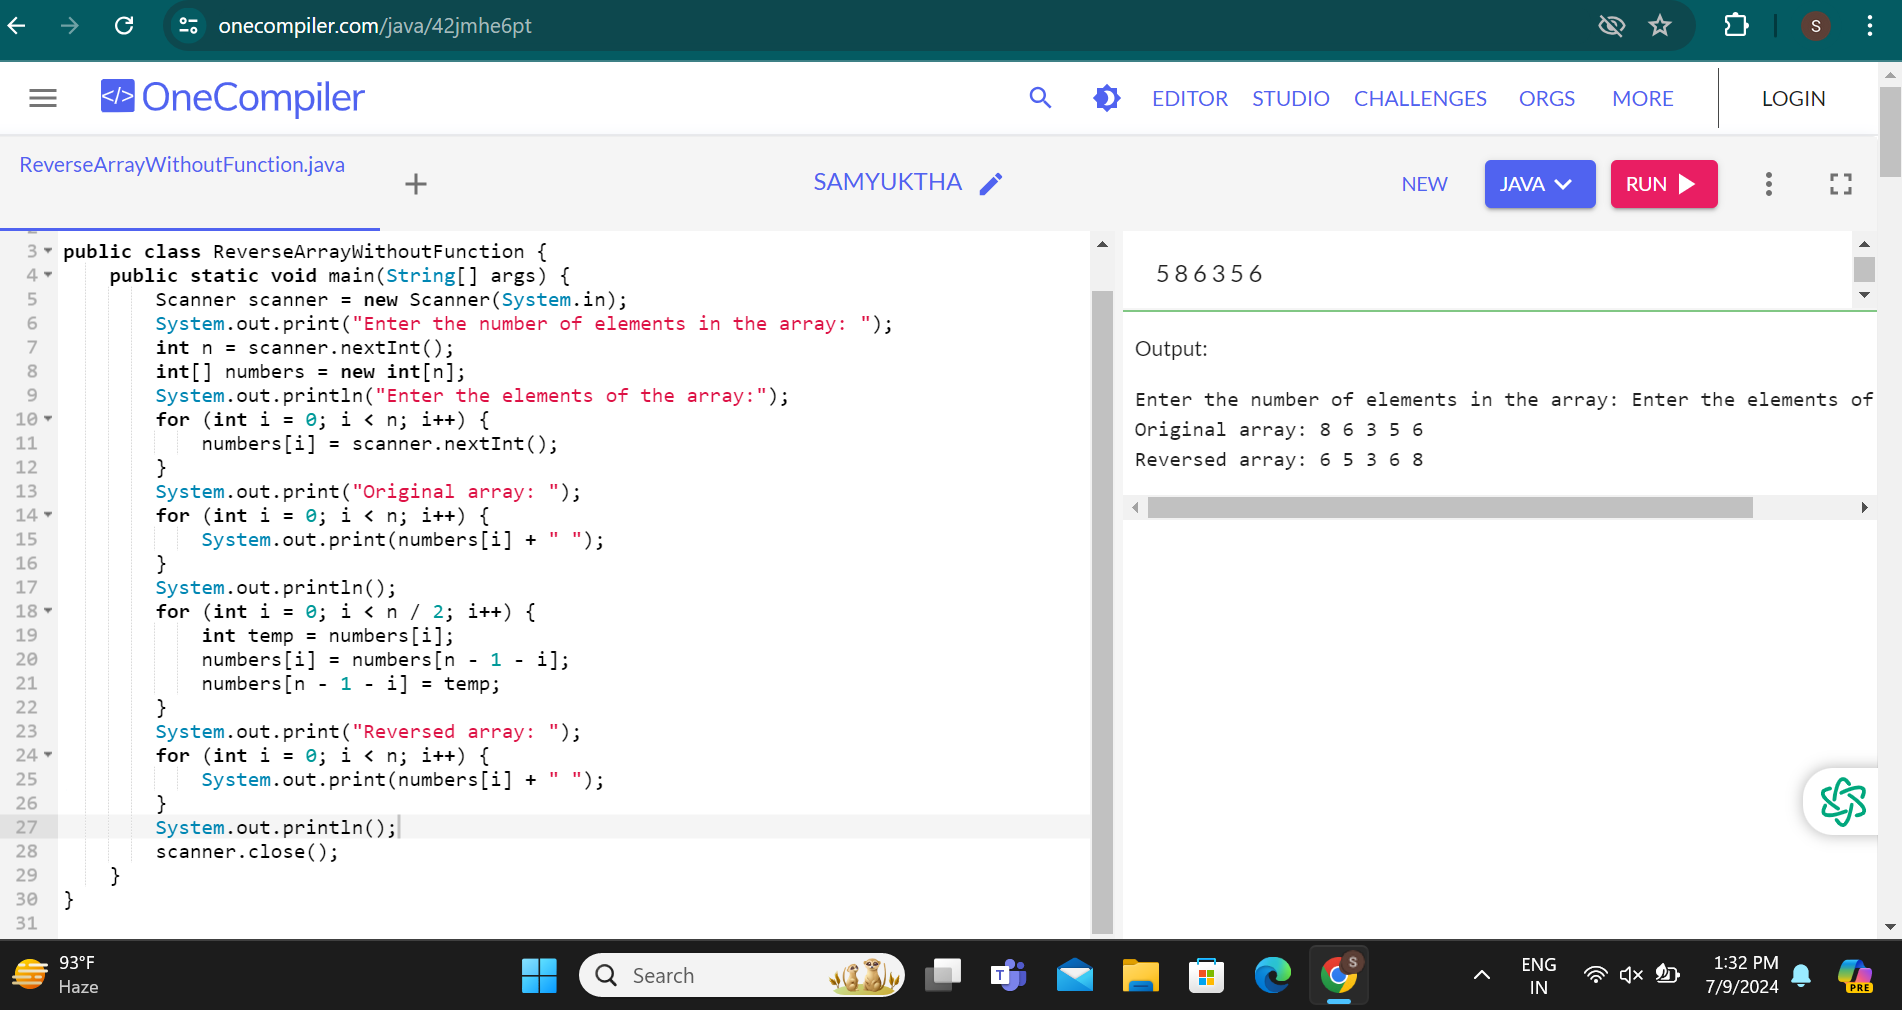 onecompiler.com/java/42jmhe6pt
S
</> OneCompiler
EDITOR STUDIO CHALLENGES ORGS MORE LOGIN
ReverseArrayWithoutFunction.java
+
SAMYUKTHA
NEW JAVA RUN
3 public class ReverseArrayWithoutFunction {
4 public static void main(String[] args) {
5 Scanner scanner = new Scanner(System.in);
6 System.out.print("Enter the number of elements in the array: ");
7 int n = scanner.nextInt();
8 int[] numbers = new int[n];
9 System.out.println("Enter the elements of the array:");
10 for (int i = 0; i < n; i++) {
11 numbers[i] = scanner.nextInt();
12 }
13 System.out.print("Original array: ");
14 for (int i = 0; i < n; i++) {
15 System.out.print(numbers[i] + " ");
16 }
17 System.out.println();
18 for (int i = 0; i < n / 2; i++) {
19 int temp = numbers[i];
20 numbers[i] = numbers[n - 1 - i];
21 numbers[n - 1 - i] = temp;
22 }
23 System.out.print("Reversed array: ");
24 for (int i = 0; i < n; i++) {
25 System.out.print(numbers[i] + " ");
26 }
27 System.out.println();
28 scanner.close();
29 }
30 }
31
5 8 6 3 5 6
Output:
Enter the number of elements in the array: Enter the elements of
Original array: 8 6 3 5 6
Reversed array: 6 5 3 6 8
93°F
Haze
Search
T
S
ENG
IN
1:32 PM
7/9/2024
PRE